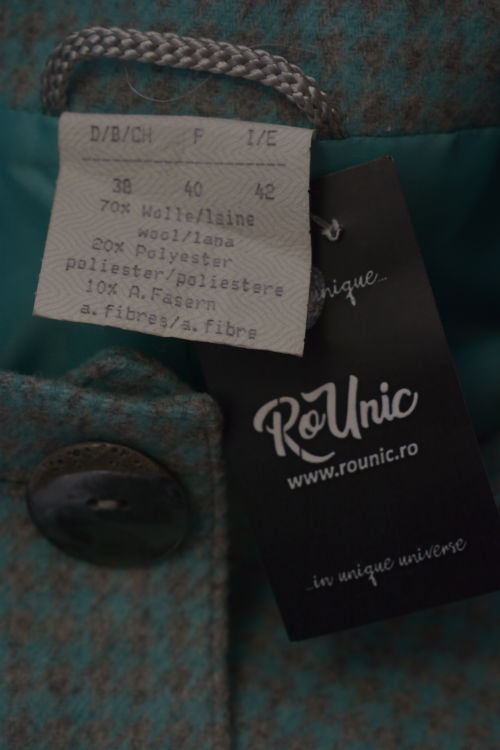 D/B/CH F I/E
38 40 42
70% Wolle/laine
wool/lana
20% Polyester
poliester/poliestere
10% A.Fasern
a.fibres/a.fibre
unique...
RoUnic
www.rounic.ro
...in unique universe